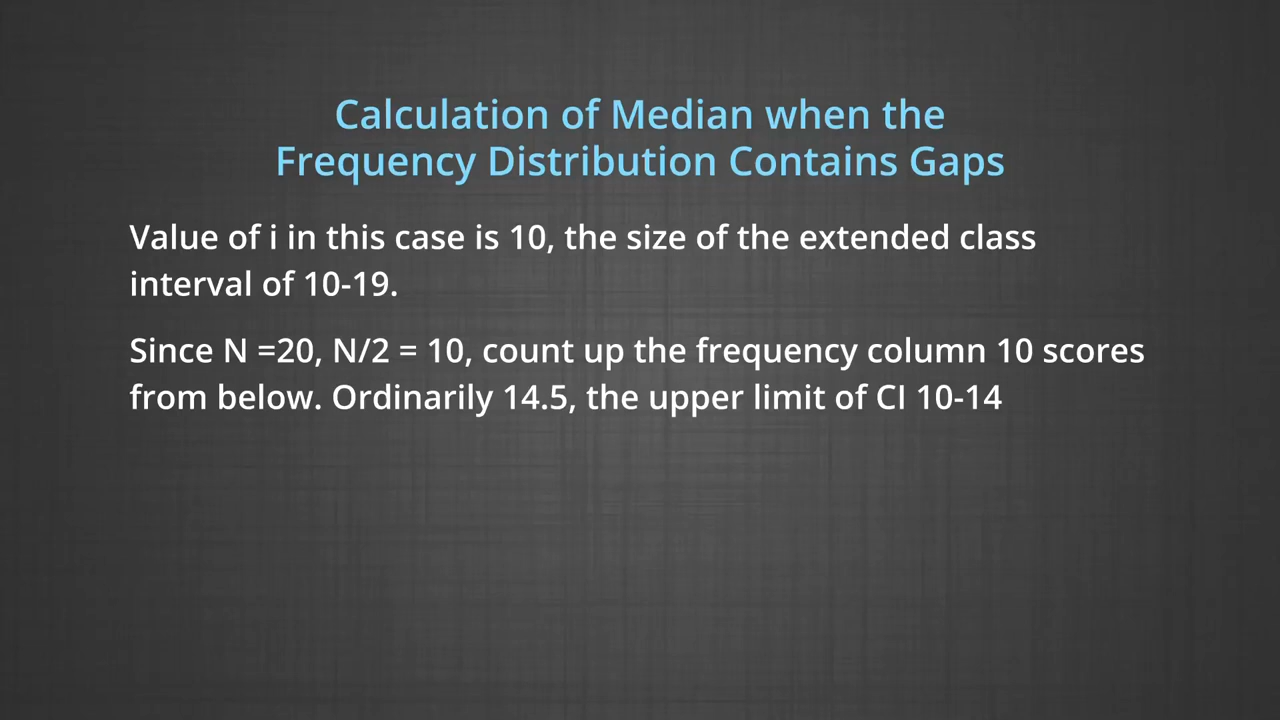 Calculation of Median when the
Frequency Distribution Contains Gaps
Value of i in this case is 10, the size of the extended class
interval of 10-19.
Since N =20, N/2 = 10, count up the frequency column 10 scores
from below. Ordinarily 14.5, the upper limit of CI 10-14